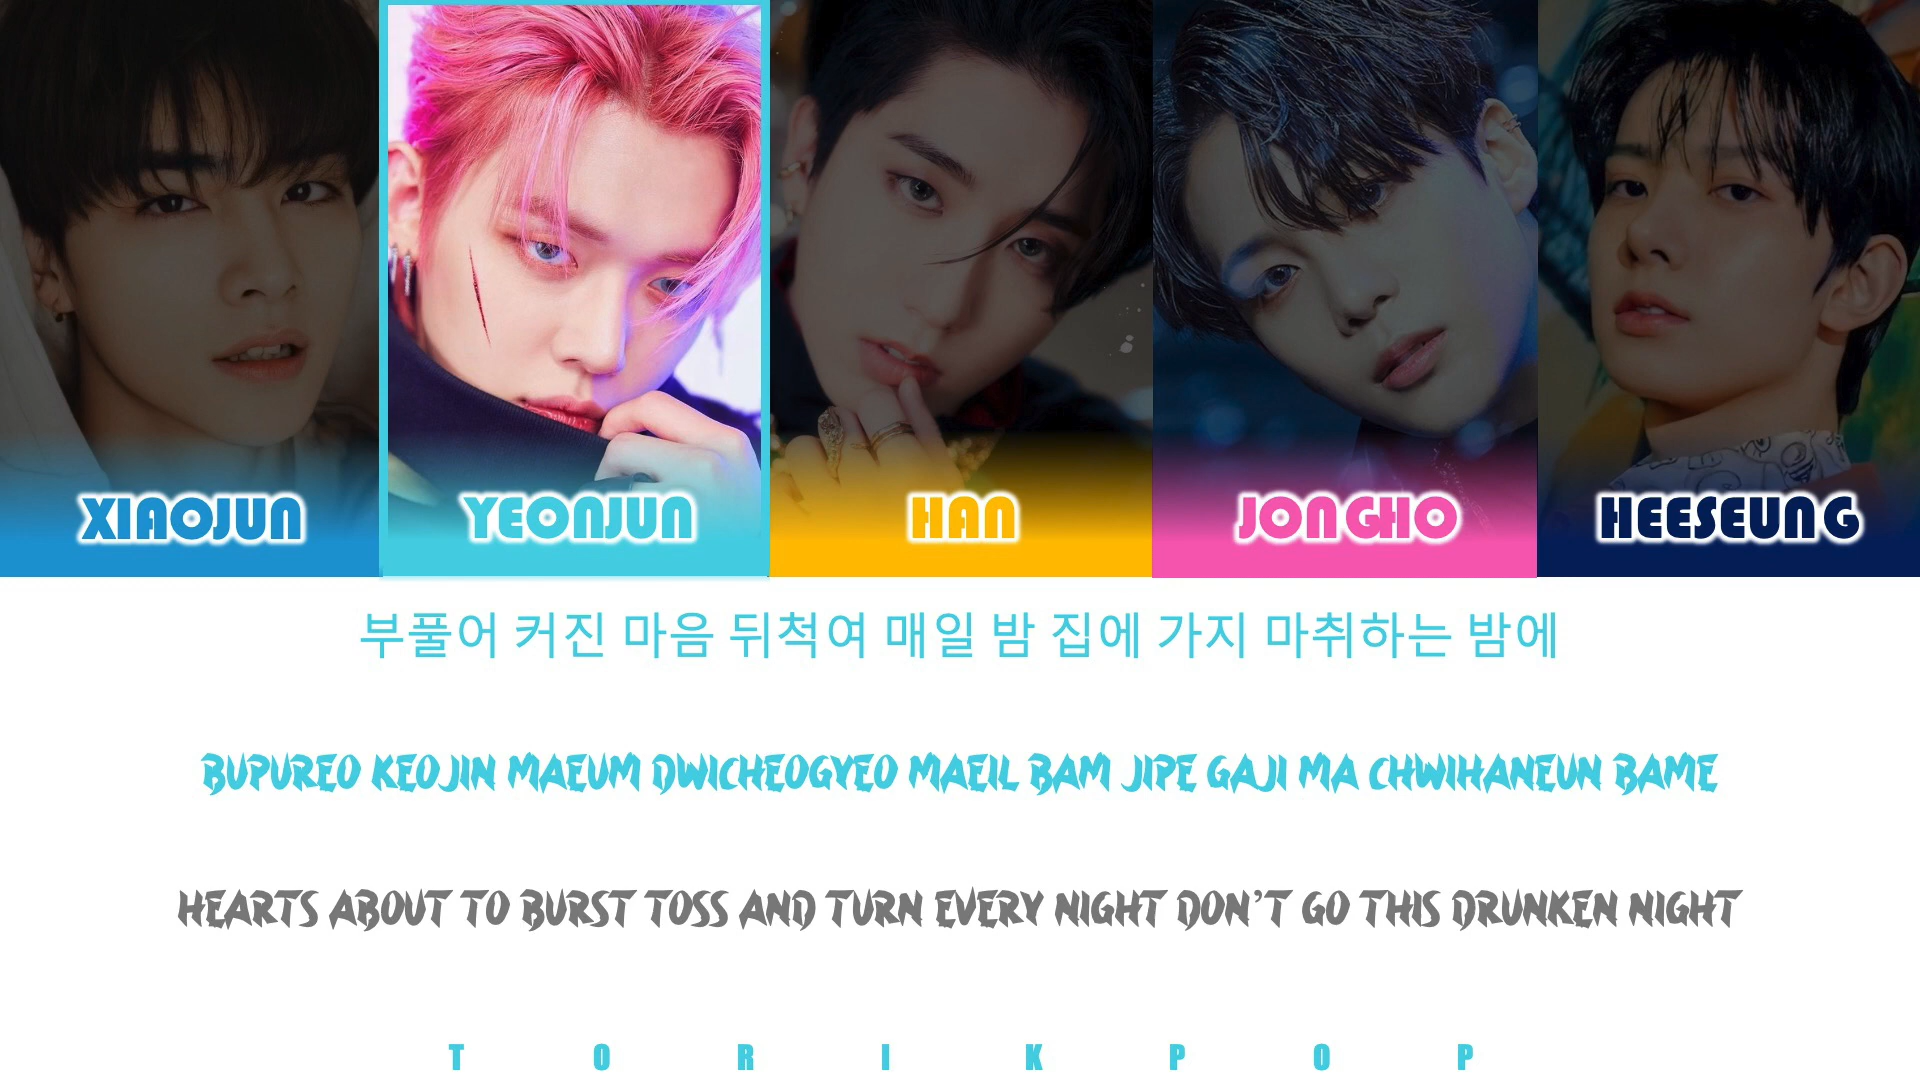 XIAOJUN YEONJUN HAN JONGHO HEESEUNG
부풀어 커진 마음 뒤척여 매일 밤 집에 가지 마취하는 밤에
BUPUREO KEOJIN MAEUM DWICHEOGYEO MAEIL BAM JIPE GAJI MA CHWIHANEUN BAME
HEARTS ABOUT TO BURST TOSS AND TURN EVERY NIGHT DON'T GO THIS DRUNKEN NIGHT
T O R I K P O P